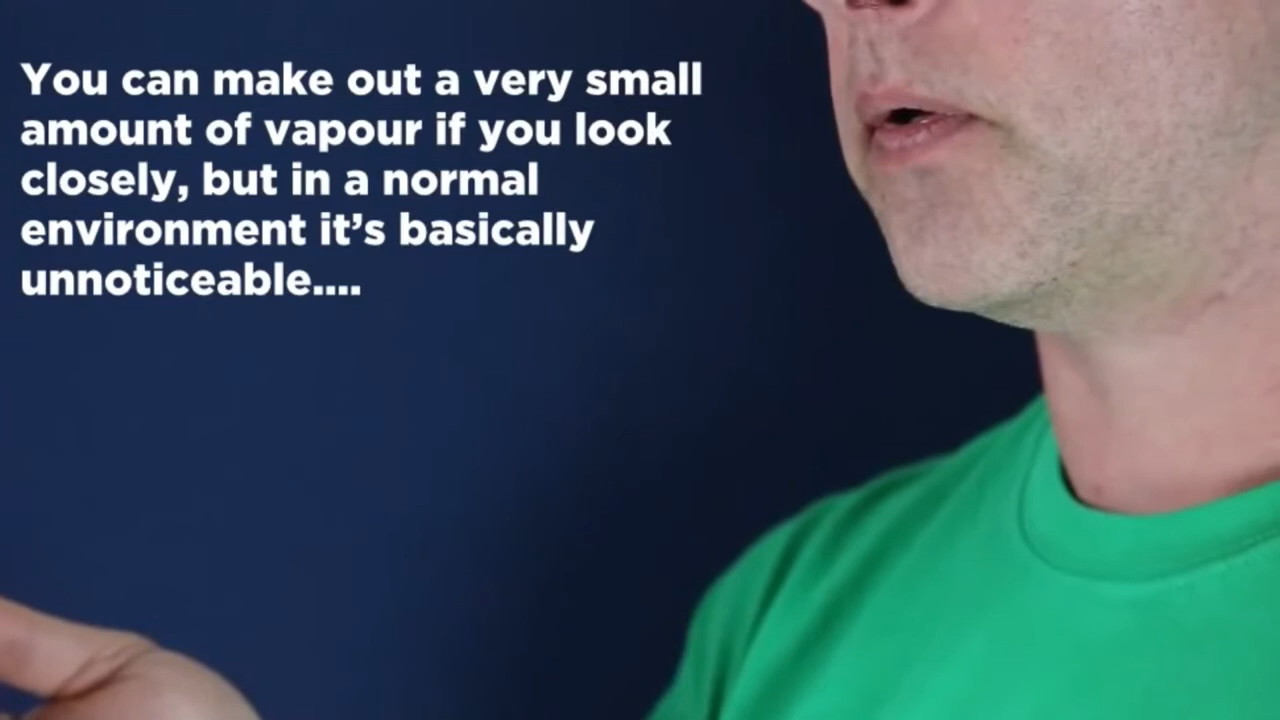 You can make out a very small
amount of vapour if you look
closely, but in a normal
environment it’s basically
unnoticeable....